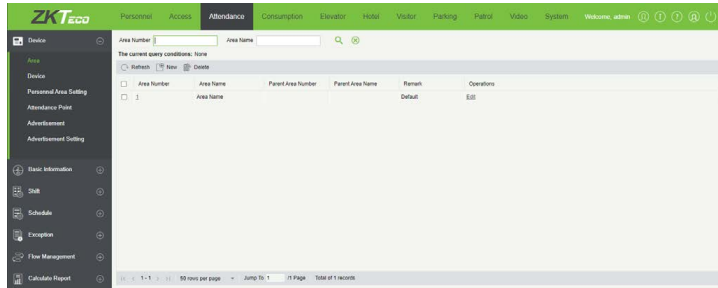 ZKTECO
Personnel Access Attendance Consumption Elevator Hotel Visitor Parking Patrol Video System Welcome, admin
Device
Area
Device
Personnel Area Setting
Attendance Point
Advertisement
Advertisement Setting
Basic Information
Shift
Schedule
Exception
Flow Management
Calculate Report
Area Number Area Name
The current query conditions: None
Refresh New Delete
Area Number Area Name Parent Area Number Parent Area Name Remark Operations
1 Area Name Default Edit
1-1 50 rows per page Jump To 1 /1 Page Total of 1 records